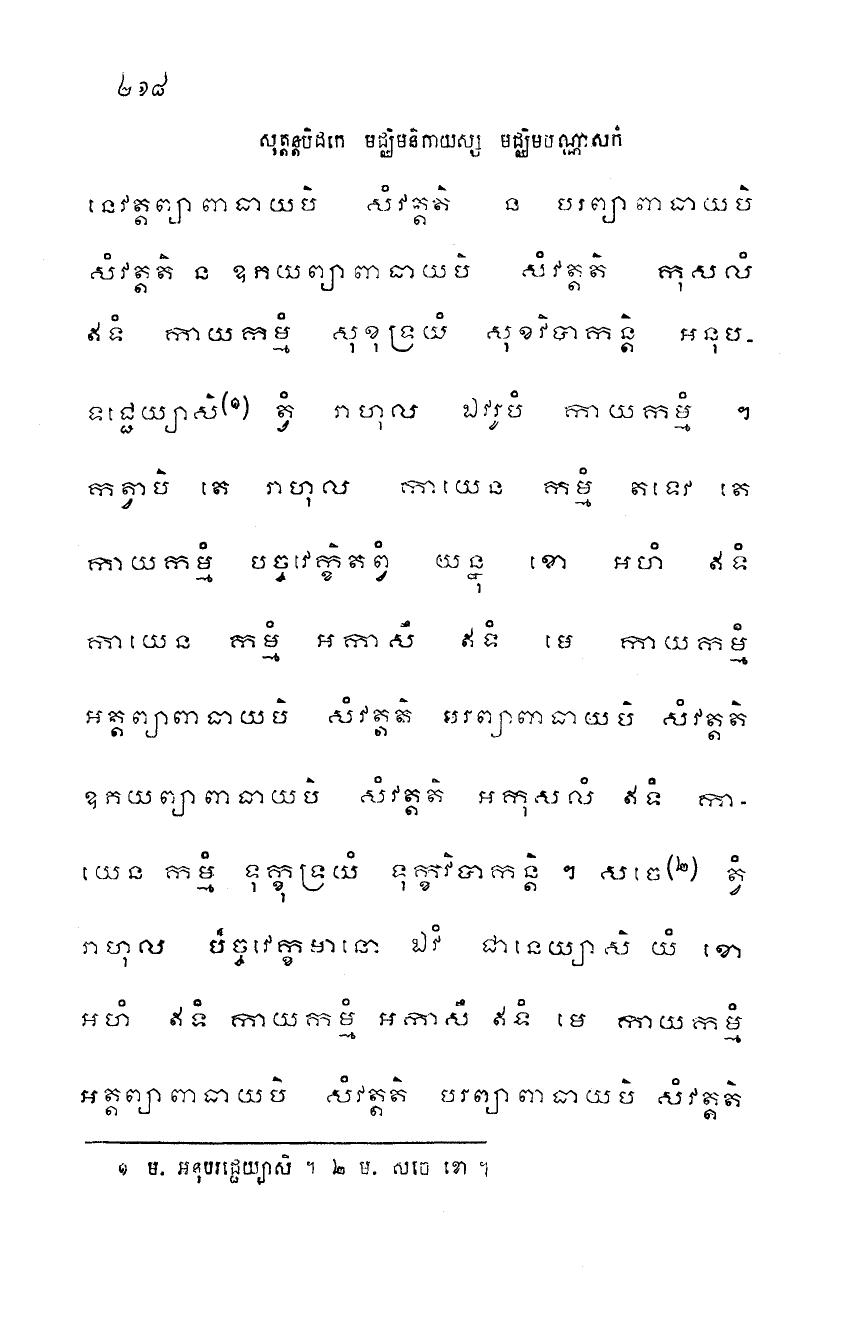 ២១៨
សុត្តន្តបិដកេ មជ្ឈិមនិកាយស្ស មជ្ឈិមបណ្ណាសកំ
នេវត្តព្យាពាធាយបិ សំវត្តតិ ន បរព្យាពាធាយបិ
សំវត្តតិ ន ឧភយព្យាពាធាយបិ សំវត្តតិ កុសលំ
ឥទំ កាយកម្មំ សុខុទ្រយំ សុខវិបាកន្តិ អនុប-
ទជ្ជេយ្យាសិ(១) ត្វំ រាហុល ឯវរូបំ កាយកម្មំ ។
កត្វាបិ តេ រាហុល កាយេន កម្មំ តទេវ តេ
កាយកម្មំ បច្ចវេក្ខិតព្វំ យន្នុ ខោ អហំ ឥទំ
កាយេន កម្មំ អកាសឹ ឥទំ មេ កាយកម្មំ
អត្តព្យាពាធាយបិ សំវត្តតិ បរព្យាពាធាយបិ សំវត្តតិ
ឧភយព្យាពាធាយបិ សំវត្តតិ អកុសលំ ឥទំ កា-
យេន កម្មំ ទុក្ខុទ្រយំ ទុក្ខវិបាកន្តិ ។ សចេ(២) ត្វំ
រាហុល បច្ចវេក្ខមានោ ឯវំ ជានេយ្យាសិ យំ ខោ
អហំ ឥទំ កាយកម្មំ អកាសឹ ឥទំ មេ កាយកម្មំ
អត្តព្យាពាធាយបិ សំវត្តតិ បរព្យាពាធាយបិ សំវត្តតិ
១ ម. អនុបរជ្ជេយ្យាសិ ។ ២ ម. សចេ ខោ ។